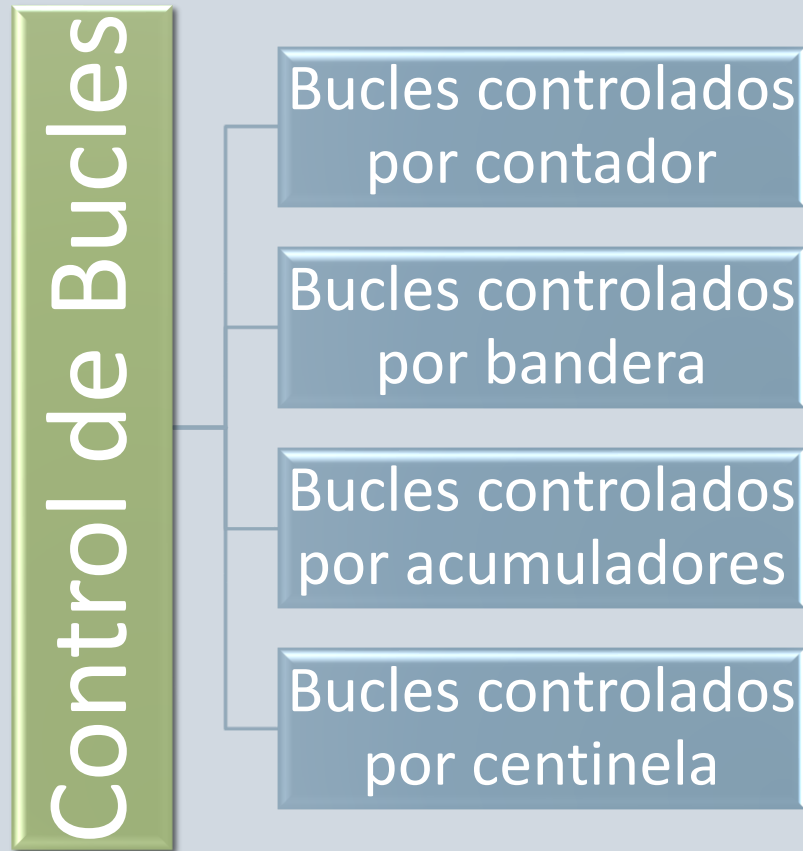 Control de Bucles
Bucles controlados
por contador
Bucles controlados
por bandera
Bucles controlados
por acumuladores
Bucles controlados
por centinela